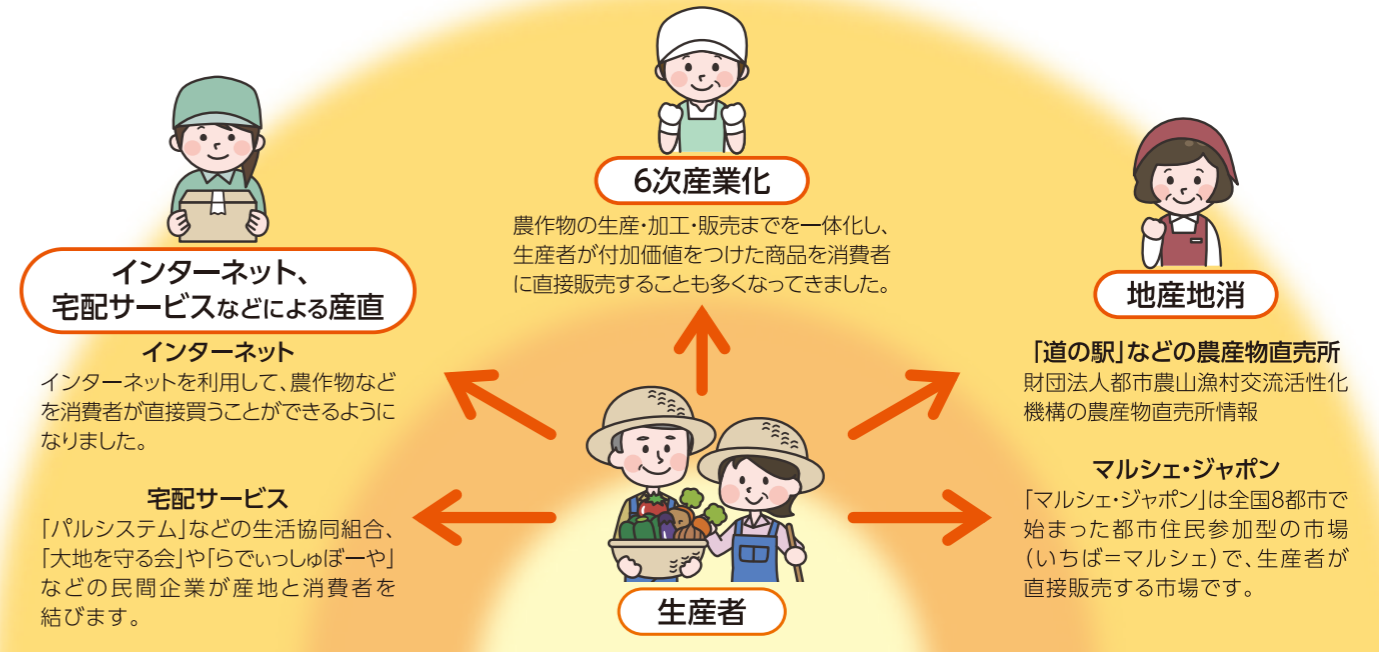 6次産業化
農作物の生産・加工・販売までを一体化し、
生産者が付加価値をつけた商品を消費者
に直接販売することも多くなってきました。
インターネット、
宅配サービスなどによる産直
インターネット
インターネットを利用して、農作物など
を消費者が直接買うことができるように
なりました。
宅配サービス
「パルシステム」などの生活協同組合、
「大地を守る会」や「らでぃっしゅぼーや」
などの民間企業が産地と消費者を
結びます。
地産地消
「道の駅」などの農産物直売所
財団法人都市農山漁村交流活性化
機構の農産物直売所情報
マルシェ・ジャポン
「マルシェ・ジャポン」は全国8都市で
始まった都市住民参加型の市場
(いちば=マルシェ)で、生産者が
直接販売する市場です。
生産者